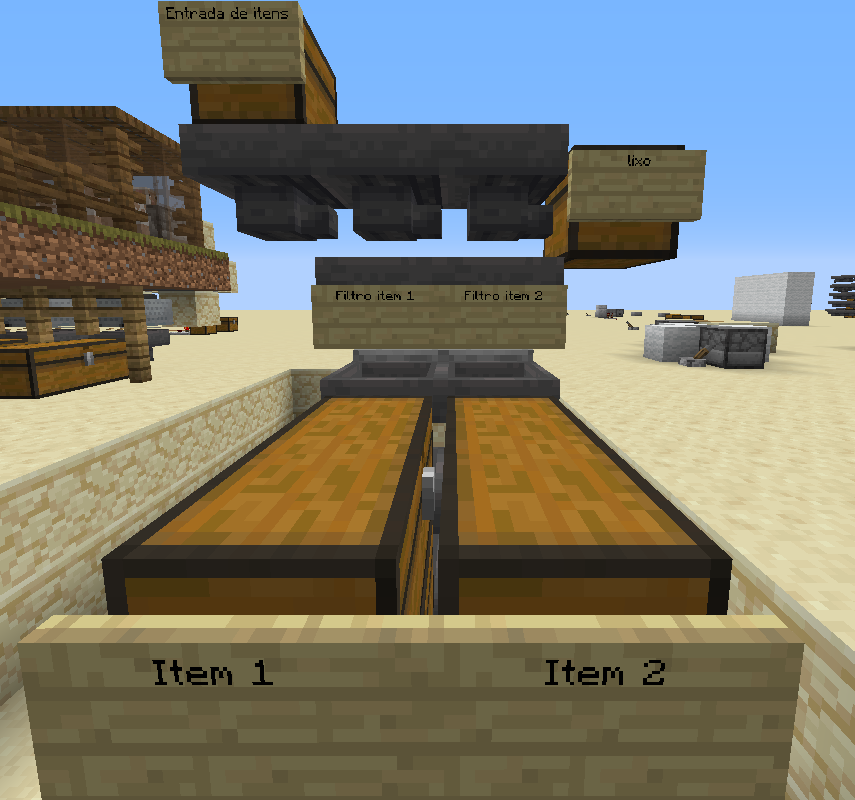 Entrada de itens
lixo
Filtro item 1
Filtro item 2
Item 1
Item 2